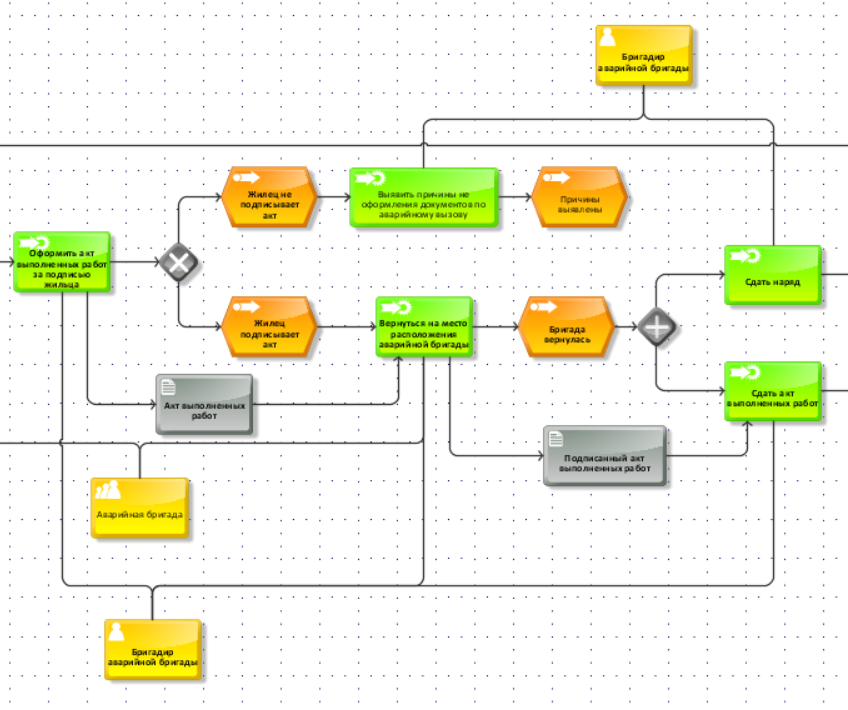 Бригадир
аварийной бригады
Жилец не
подписывает
акт
Выявить причины не
оформления документов по
аварийному вызову
Причины
выявлены
Оформить акт
выполненных работ
за подписью
жильца
Сдать наряд
Жилец
подписывает
акт
Вернуться на место
расположения
аварийной бригады
Бригада
вернулась
Сдать акт
выполненных работ
Акт выполненных
работ
Подписанный акт
выполненных работ
Аварийная бригада
Бригадир
аварийной бригады